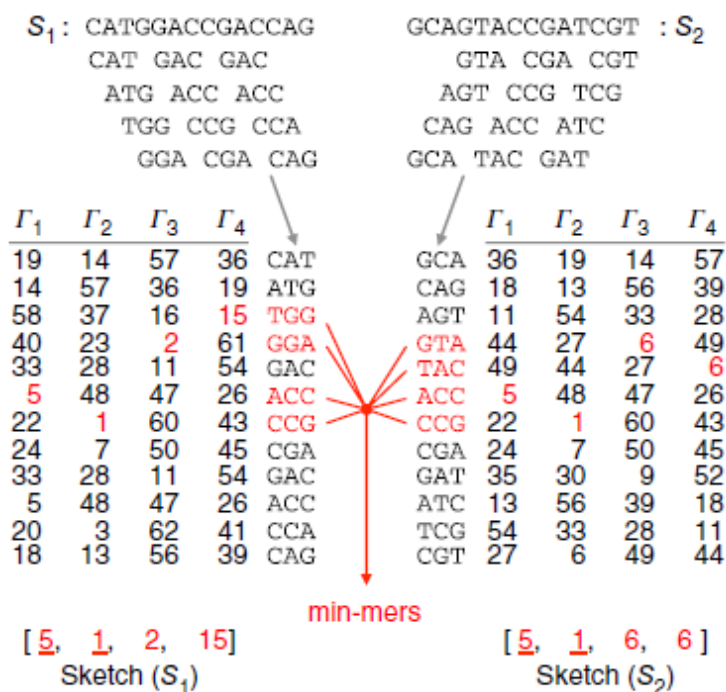 S1 : CATGGACCGACCAG GCAGTACCGATCGT : S2
CAT GAC GAC GTA CGA CGT
ATG ACC ACC AGT CCG TCG
TGG CCG CCA CAG ACC ATC
GGA CGA CAG GCA TAC GAT
Γ1 Γ2 Γ3 Γ4 Γ1 Γ2 Γ3 Γ4
19 14 57 36 CAT GCA 36 19 14 57
14 57 36 19 ATG CAG 18 13 56 39
58 37 16 15 TGG AGT 11 54 33 28
40 23 2 61 GGA GTA 44 27 6 49
33 28 11 54 GAC TAC 49 44 27 6
5 48 47 26 ACC ACC 5 48 47 26
22 1 60 43 CCG CCG 22 1 60 43
24 7 50 45 CGA CGA 24 7 50 45
33 28 11 54 GAC GAT 35 30 9 52
5 48 47 26 ACC ATC 13 56 39 18
20 3 62 41 CCA TCG 54 33 28 11
18 13 56 39 CAG CGT 27 6 49 44
min-mers
[ 5, 1, 2, 15] [ 5, 1, 6, 6 ]
Sketch (S1) Sketch (S2)